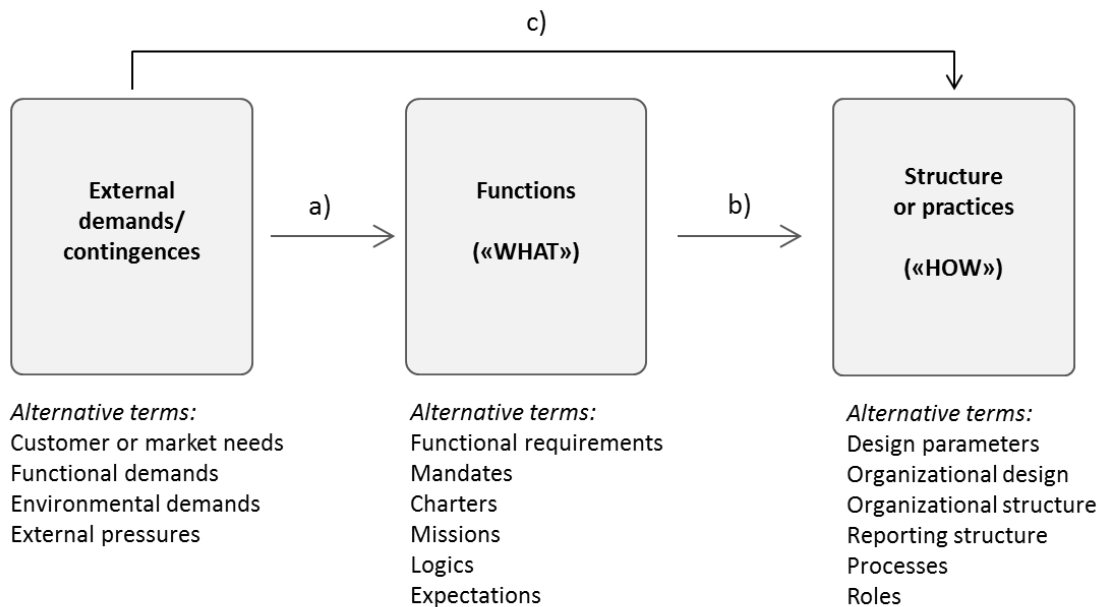 c)
External
demands/
contingences
a)
Functions
(«WHAT»)
b)
Structure
or practices
(«HOW»)
Alternative terms:
Customer or market needs
Functional demands
Environmental demands
External pressures
Alternative terms:
Functional requirements
Mandates
Charters
Missions
Logics
Expectations
Alternative terms:
Design parameters
Organizational design
Organizational structure
Reporting structure
Processes
Roles